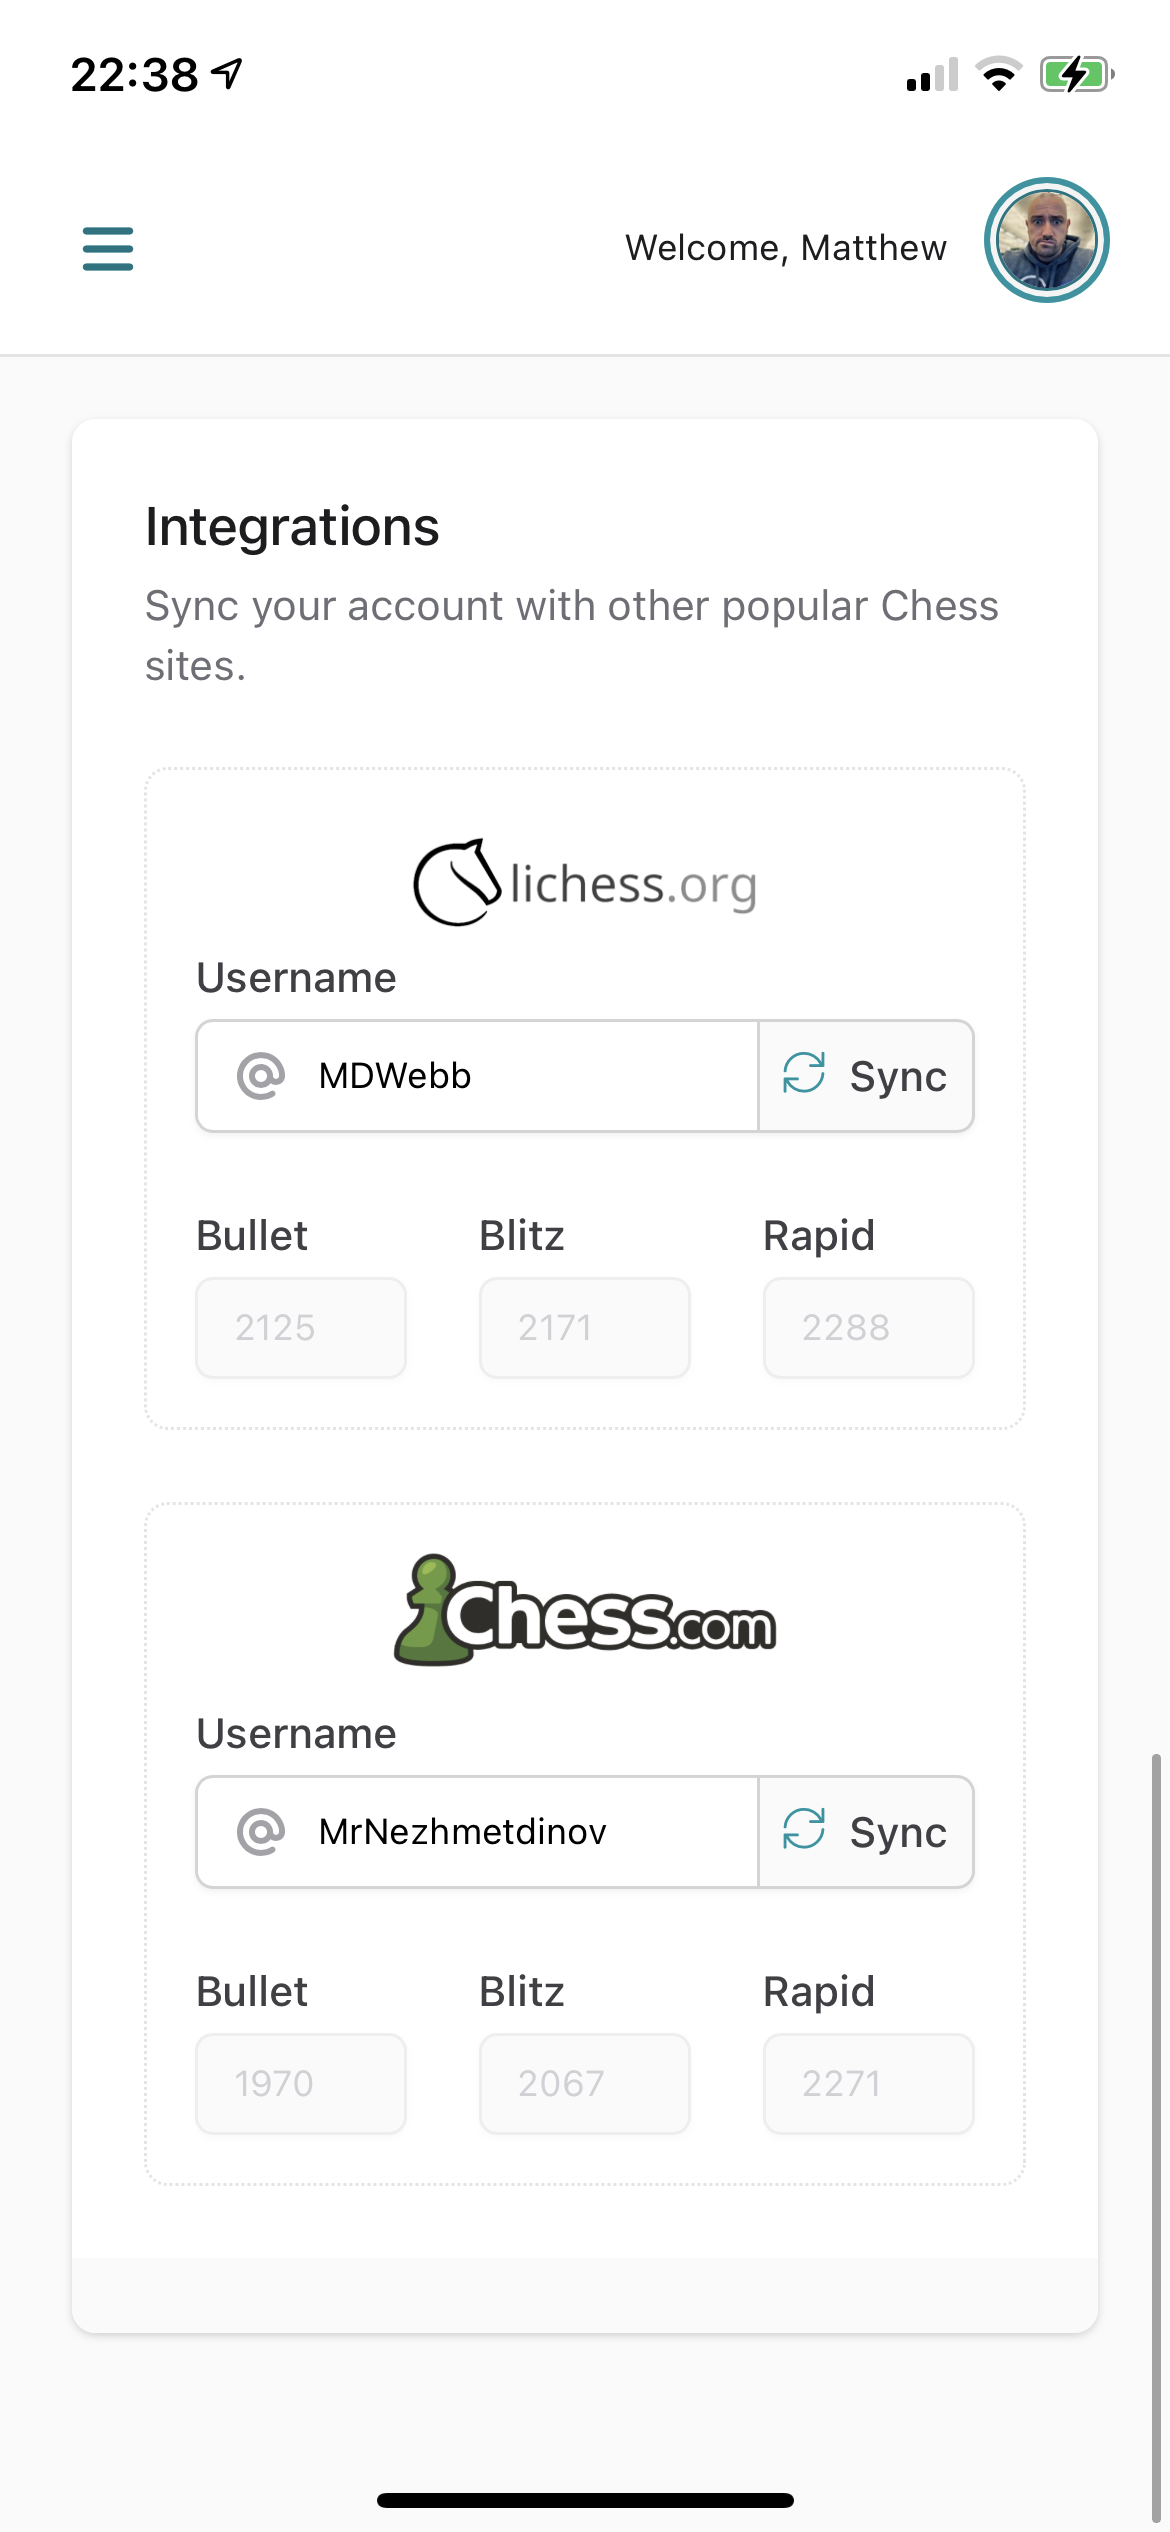 22:38
Welcome, Matthew
Integrations
Sync your account with other popular Chess
sites.
lichess.org
Username
MDWebb Sync
Bullet Blitz Rapid
2125 2171 2288
Chess.com
Username
MrNezhmetdinov Sync
Bullet Blitz Rapid
1970 2067 2271